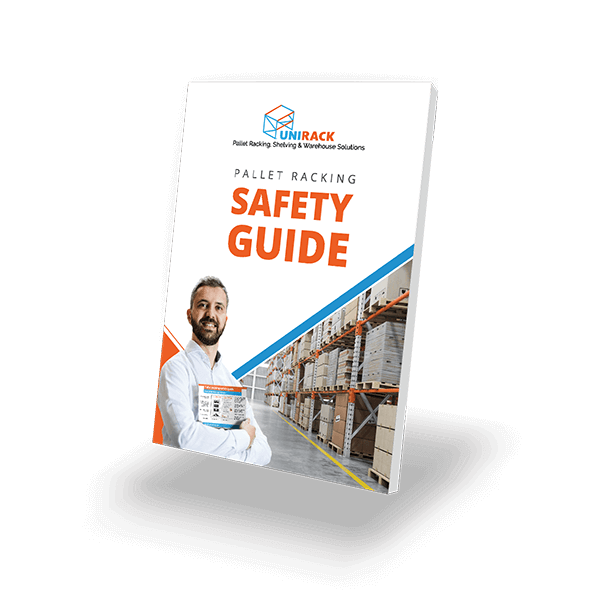 UNIRACK
Pallet Racking, Shelving & Warehouse Solutions
PALLET RACKING
SAFETY
GUIDE